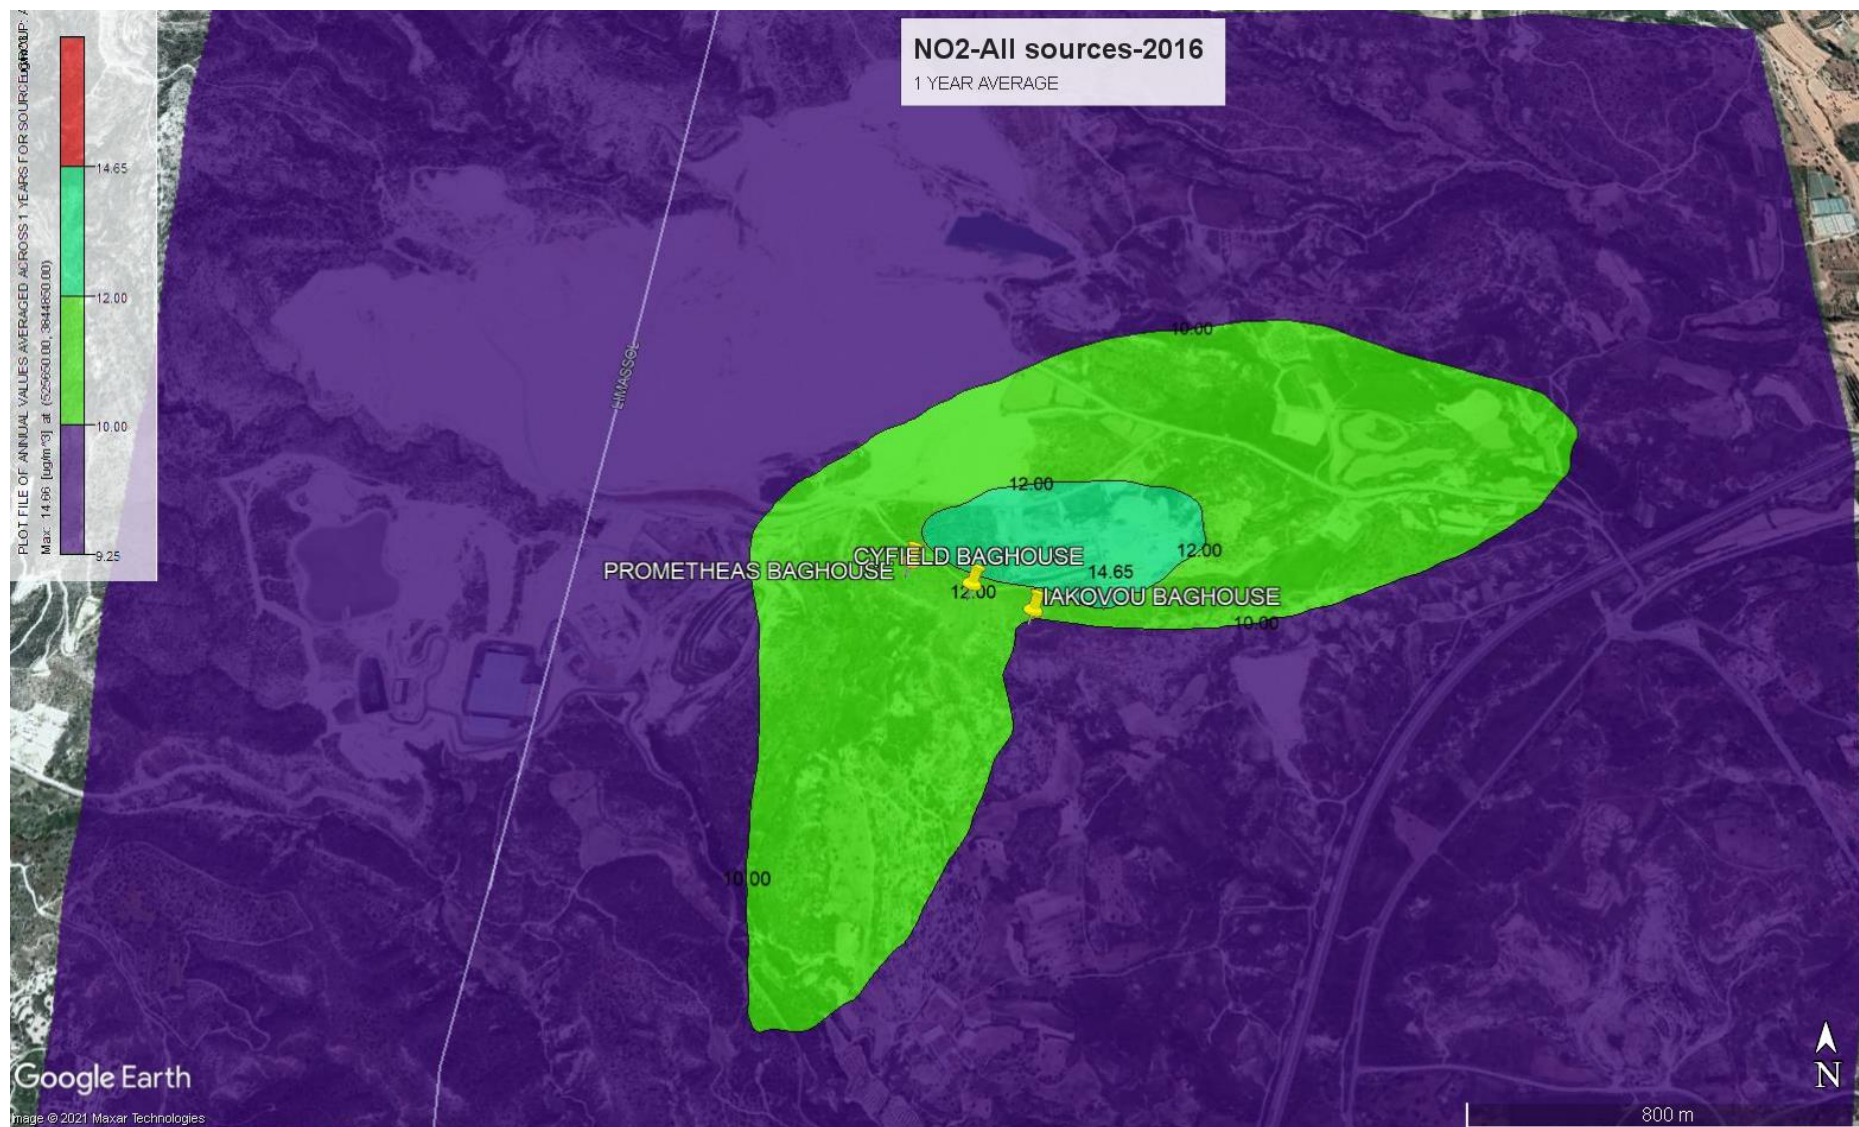 NO2-All sources-2016
1 YEAR AVERAGE
PLOT FILE OF ANNUAL VALUES AVERAGED ACROSS 1 YEARS FOR SOURCE GROUP:
Max: 14.66 [ug/m^3] at (525650.00, 3844850.00)
14.65
12.00
10.00
9.25
LIMASSOL
10.00
12.00
12.00
CYFIELD BAGHOUSE
PROMETHEAS BAGHOUSE
14.65
12.00
IAKOVOU BAGHOUSE
10.00
10.00
N
Google Earth
Image © 2021 Maxar Technologies
800 m